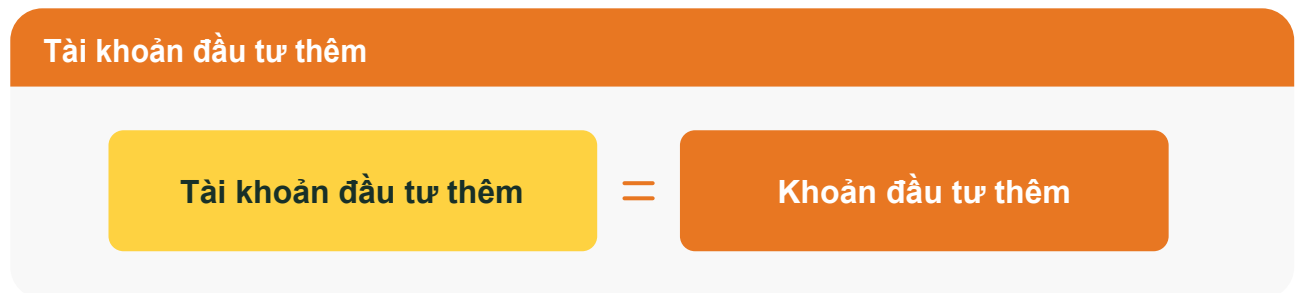 Tài khoản đầu tư thêm
Tài khoản đầu tư thêm = Khoản đầu tư thêm